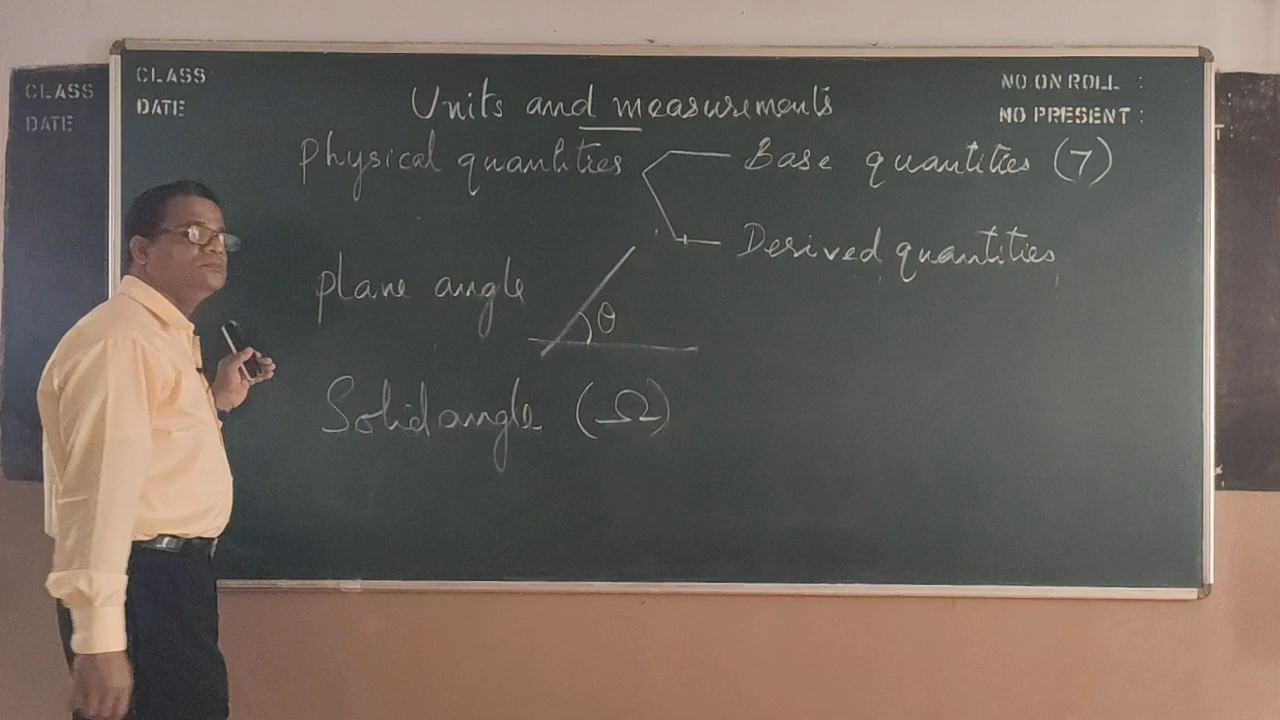 CLASS
DATE
CLASS
DATE
NO ON ROLL :
NO PRESENT :
Units and measurements
Physical quantities
Base quantities (7)
Derived quantities
plane angle θ
Solid angle (Ω)
T :